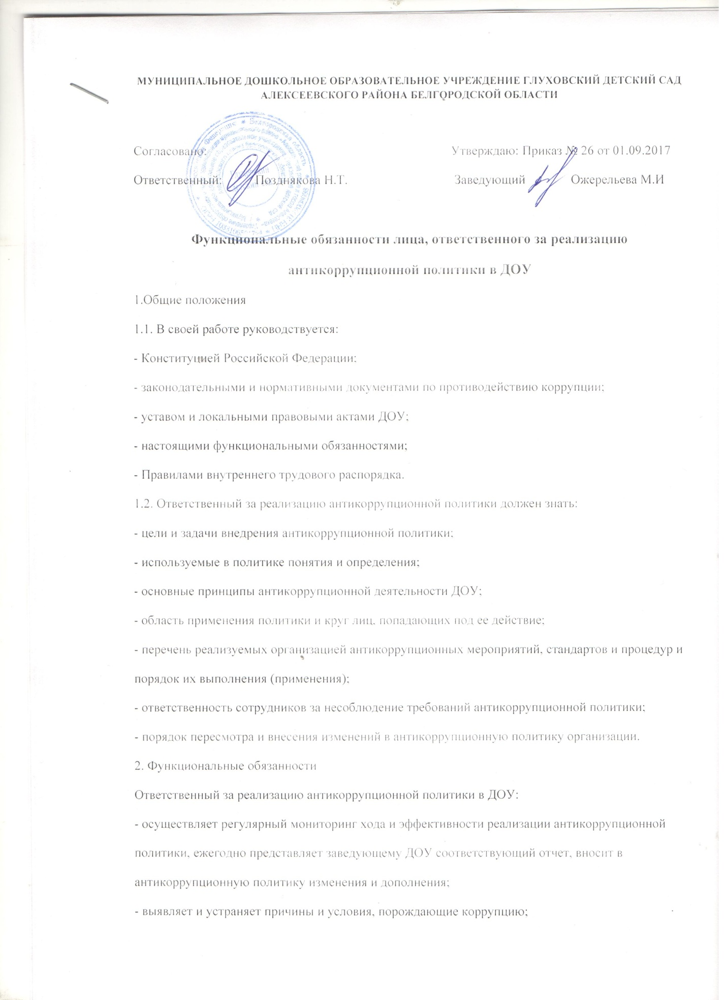 МУНИЦИПАЛЬНОЕ ДОШКОЛЬНОЕ ОБРАЗОВАТЕЛЬНОЕ УЧРЕЖДЕНИЕ ГЛУХОВСКИЙ ДЕТСКИЙ САД
АЛЕКСЕЕВСКОГО РАЙОНА БЕЛГОРОДСКОЙ ОБЛАСТИ
Согласовано: Утверждаю: Приказ № 26 от 01.09.2017
Ответственный: Позднякова Н.Т. Заведующий Ожерельева М.И
Функциональные обязанности лица, ответственного за реализацию
антикоррупционной политики в ДОУ
1.Общие положения
1.1. В своей работе руководствуется:
- Конституцией Российской Федерации;
- законодательными и нормативными документами по противодействию коррупции;
- уставом и локальными правовыми актами ДОУ;
- настоящими функциональными обязанностями;
- Правилами внутреннего трудового распорядка.
1.2. Ответственный за реализацию антикоррупционной политики должен знать:
- цели и задачи внедрения антикоррупционной политики;
- используемые в политике понятия и определения;
- основные принципы антикоррупционной деятельности ДОУ;
- область применения политики и круг лиц, попадающих под ее действие;
- перечень реализуемых организацией антикоррупционных мероприятий, стандартов и процедур и
порядок их выполнения (применения);
- ответственность сотрудников за несоблюдение требований антикоррупционной политики;
- порядок пересмотра и внесения изменений в антикоррупционную политику организации.
2. Функциональные обязанности
Ответственный за реализацию антикоррупционной политики в ДОУ:
- осуществляет регулярный мониторинг хода и эффективности реализации антикоррупционной
политики, ежегодно представляет заведующему ДОУ соответствующий отчет, вносит в
антикоррупционную политику изменения и дополнения;
- выявляет и устраняет причины и условия, порождающие коррупцию;